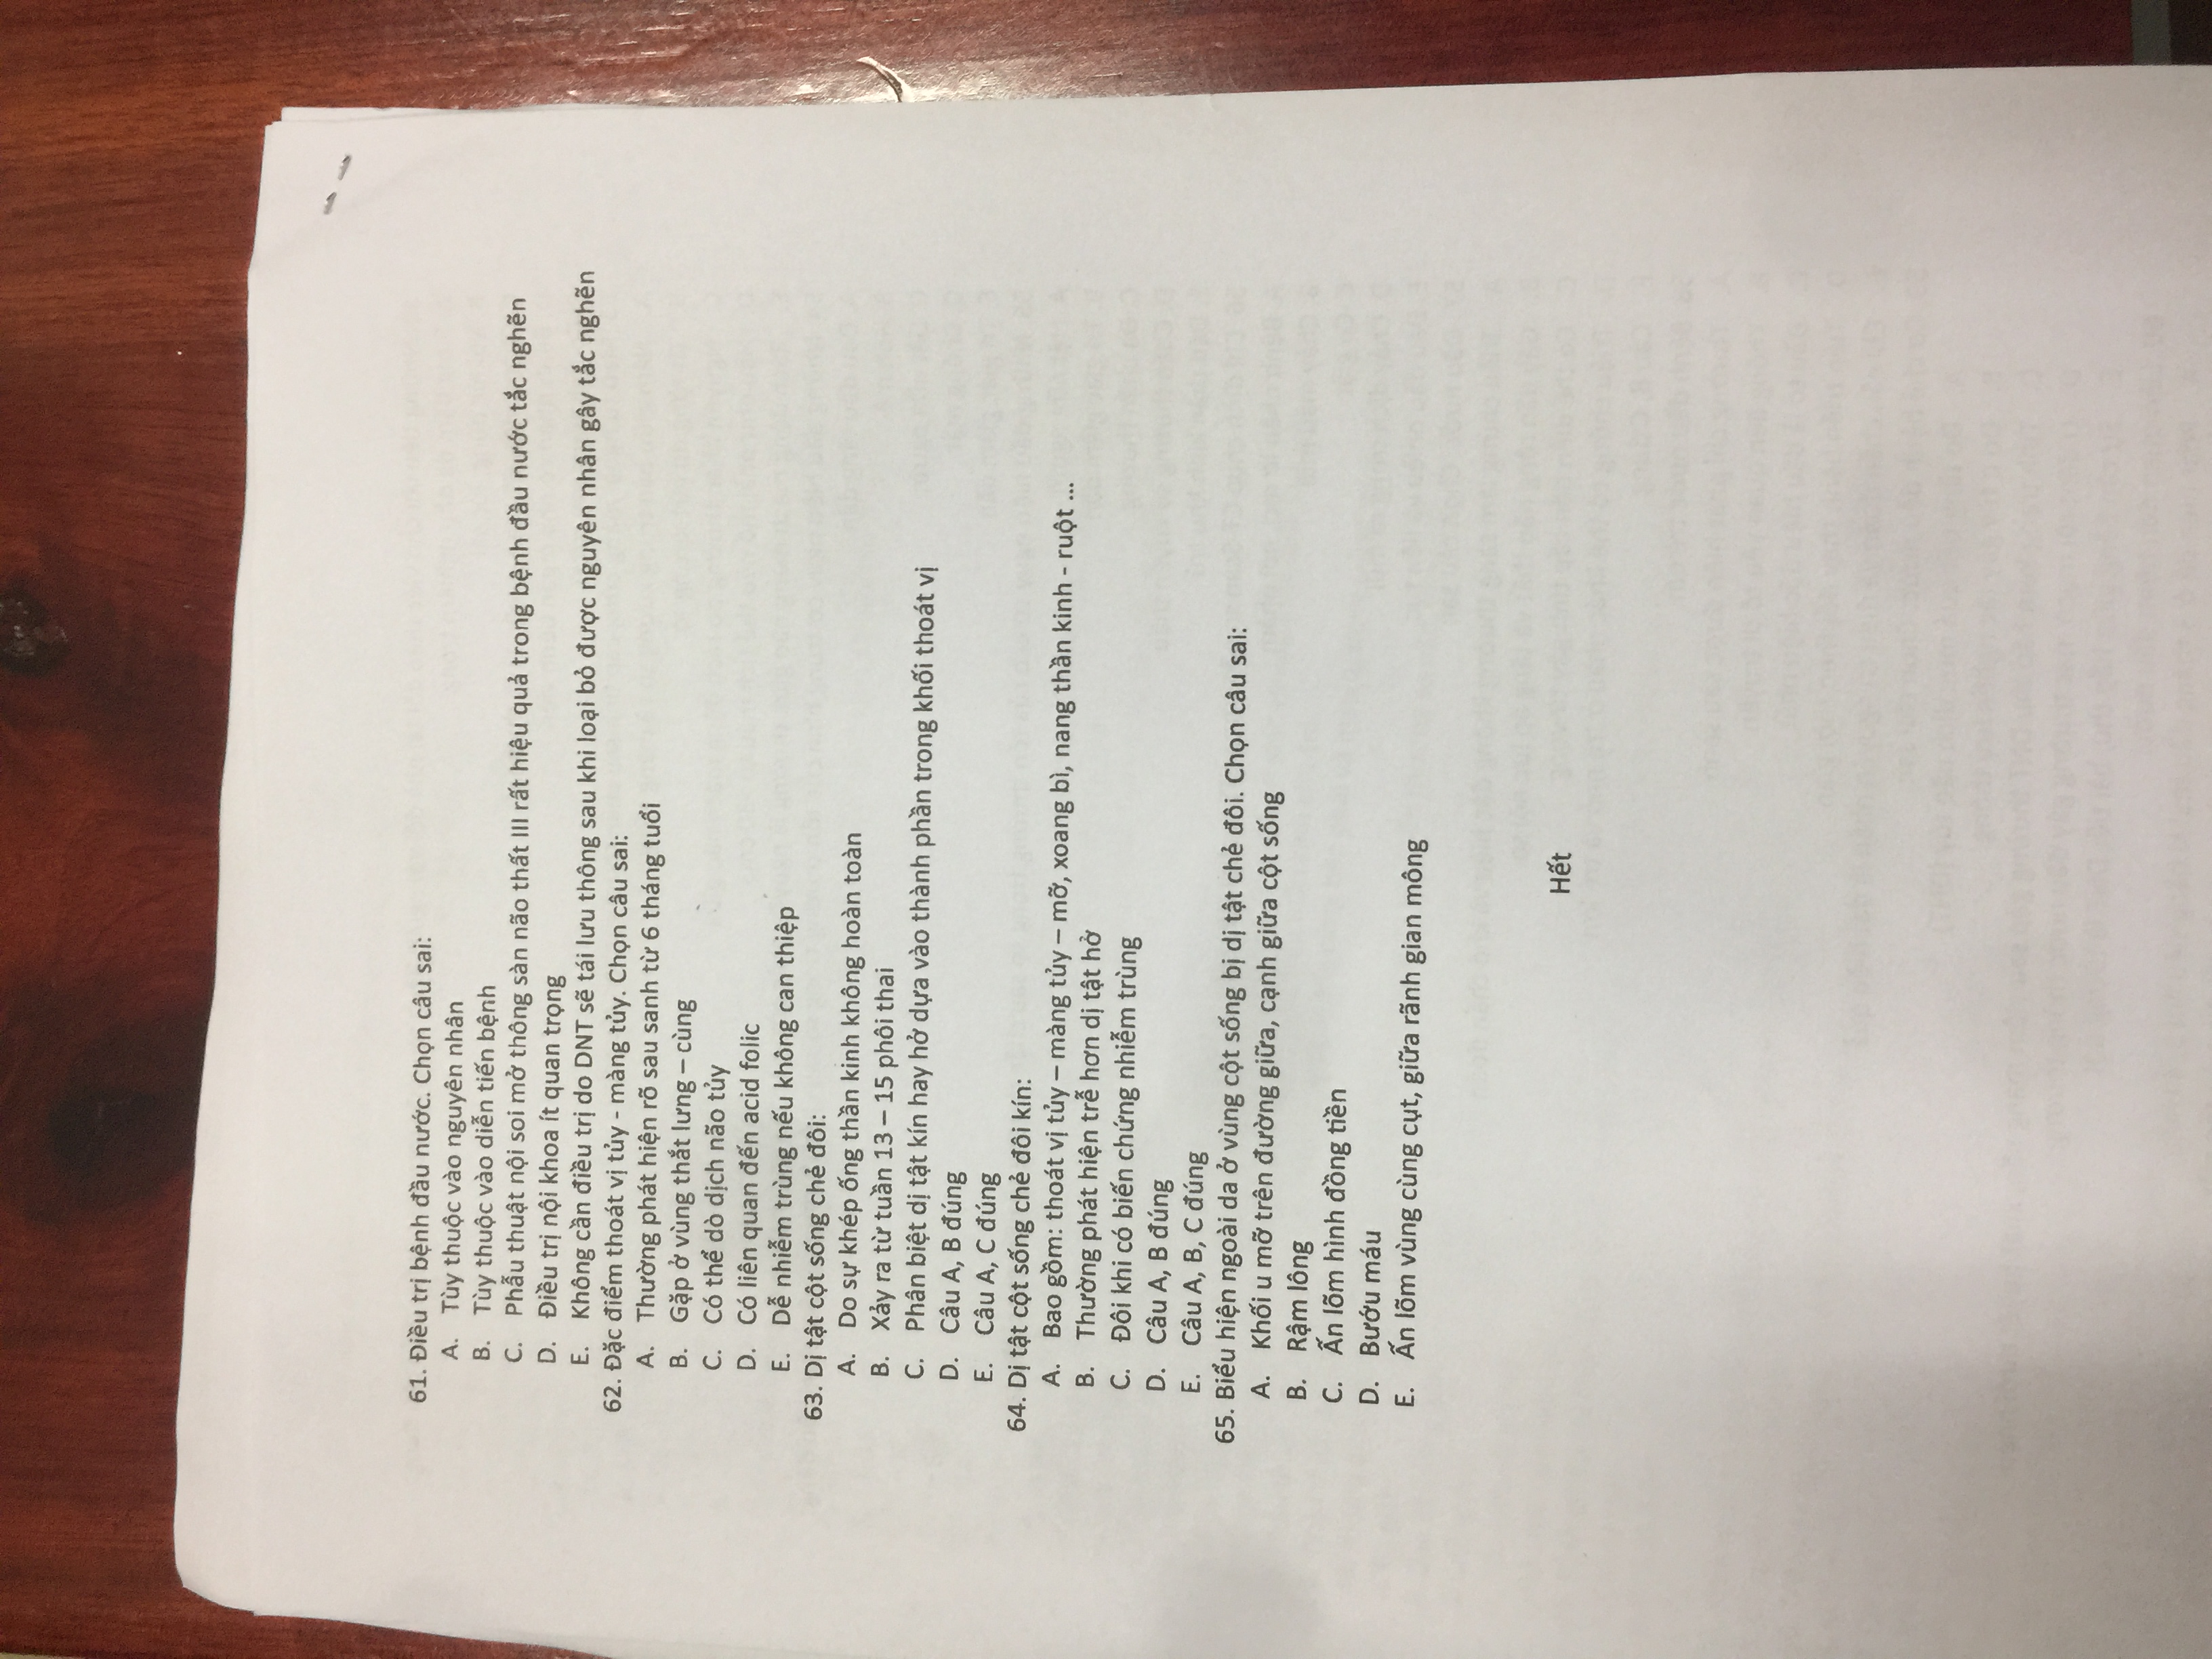 61. Điều trị bệnh đầu nước. Chọn câu sai:
A. Tùy thuộc vào nguyên nhân
B. Tùy thuộc vào diễn tiến bệnh
C. Phẫu thuật nội soi mở thông sàn não thất III rất hiệu quả trong bệnh đầu nước tắc nghẽn
D. Điều trị nội khoa ít quan trọng
E. Không cần điều trị do DNT sẽ tái lưu thông sau khi loại bỏ được nguyên nhân gây tắc nghẽn
62. Đặc điểm thoát vị tủy - màng tủy. Chọn câu sai:
A. Thường phát hiện rõ sau sanh từ 6 tháng tuổi
B. Gặp ở vùng thắt lưng – cùng
C. Có thể dò dịch não tủy
D. Có liên quan đến acid folic
E. Dễ nhiễm trùng nếu không can thiệp
63. Dị tật cột sống chẻ đôi:
A. Do sự khép ống thần kinh không hoàn toàn
B. Xảy ra từ tuần 13 – 15 phôi thai
C. Phân biệt dị tật kín hay hở dựa vào thành phần trong khối thoát vị
D. Câu A, B đúng
E. Câu A, C đúng
64. Dị tật cột sống chẻ đôi kín:
A. Bao gồm: thoát vị tủy – màng tủy – mỡ, xoang bì, nang thần kinh - ruột ...
B. Thường phát hiện trễ hơn dị tật hở
C. Đôi khi có biến chứng nhiễm trùng
D. Câu A, B đúng
E. Câu A, B, C đúng
65. Biểu hiện ngoài da ở vùng cột sống bị dị tật chẻ đôi. Chọn câu sai:
A. Khối u mỡ trên đường giữa, cạnh giữa cột sống
B. Rậm lông
C. Ấn lõm hình đồng tiền
D. Bướu máu
E. Ấn lõm vùng cùng cụt, giữa rãnh gian mông
Hết